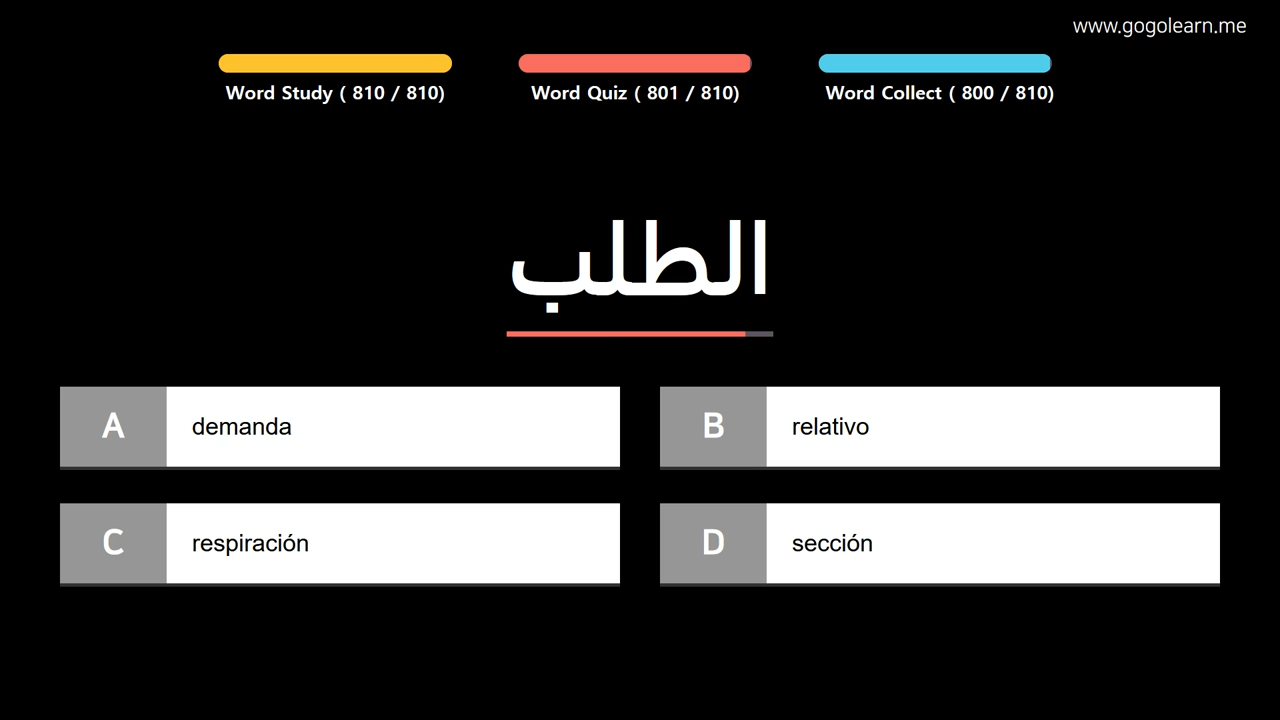 www.gogolearn.me
Word Study ( 810 / 810)
Word Quiz ( 801 / 810)
Word Collect ( 800 / 810)
الطلب
A demanda
B relativo
C respiración
D sección